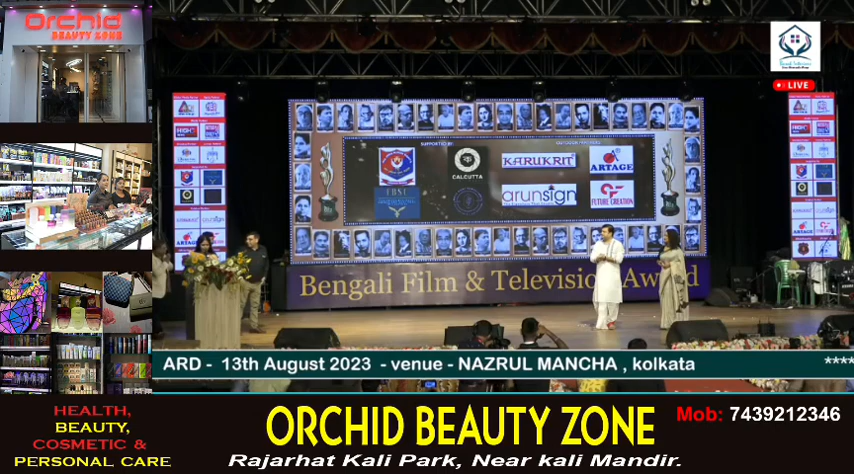 Orchid
BEAUTY ZONE
LIVE
SUPPORTED BY
CALCUTTA
KARUKRIT
ARTAGE
arunsign
FUTURE CREATION
Bengali Film & Television Award
ARD - 13th August 2023 - venue - NAZRUL MANCHA , kolkata ****
HEALTH,
BEAUTY,
COSMETIC &
PERSONAL CARE
ORCHID BEAUTY ZONE
Mob: 7439212346
Rajarhat Kali Park, Near kali Mandir.